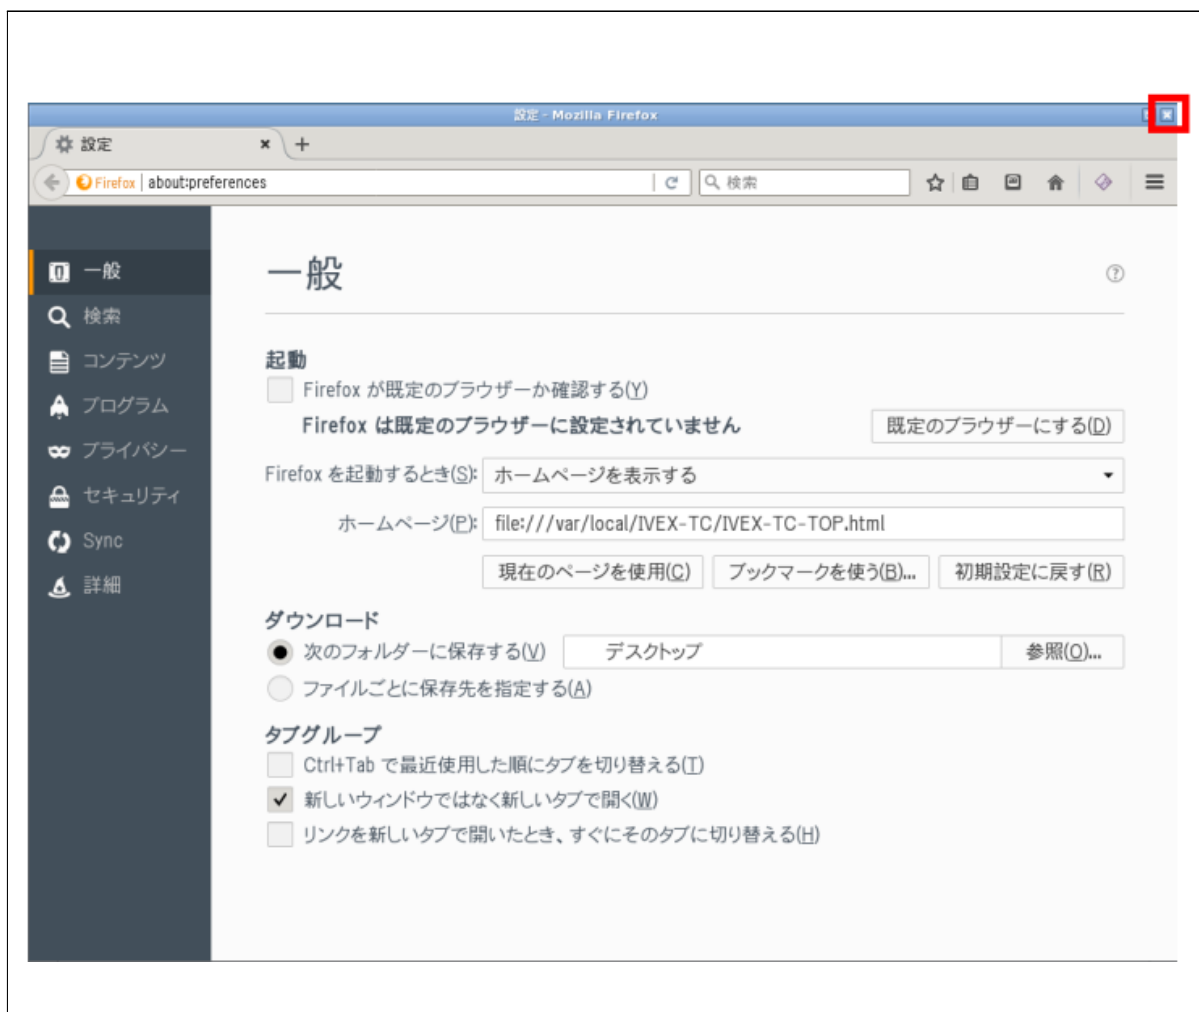 設定 - Mozilla Firefox
設定
Firefox about:preferences 検索
一般
検索
コンテンツ
プログラム
プライバシー
セキュリティ
Sync
詳細
一般
起動
Firefox が既定のブラウザーか確認する(Y)
Firefox は既定のブラウザーに設定されていません 既定のブラウザーにする(D)
Firefox を起動するとき(S): ホームページを表示する
ホームページ(P): file:///var/local/IVEX-TC/IVEX-TC-TOP.html
現在のページを使用(C) ブックマークを使う(B)... 初期設定に戻す(R)
ダウンロード
次のフォルダーに保存する(V) デスクトップ 参照(O)...
ファイルごとに保存先を指定する(A)
タブグループ
Ctrl+Tab で最近使用した順にタブを切り替える(T)
新しいウィンドウではなく新しいタブで開く(W)
リンクを新しいタブで開いたとき、すぐにそのタブに切り替える(H)